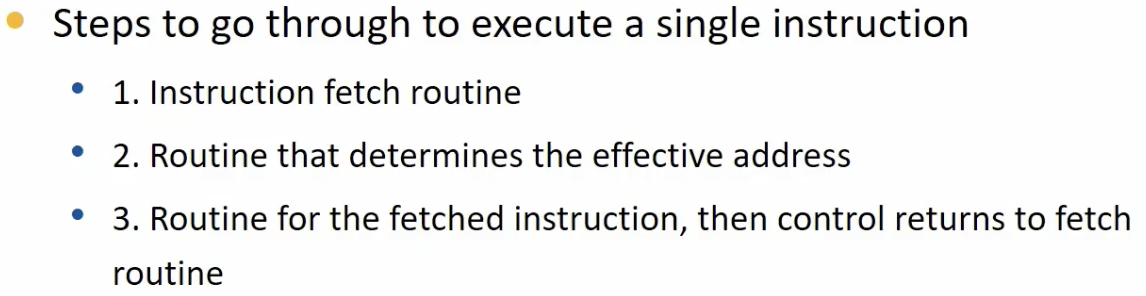 Steps to go through to execute a single instruction
1. Instruction fetch routine
2. Routine that determines the effective address
3. Routine for the fetched instruction, then control returns to fetch
routine